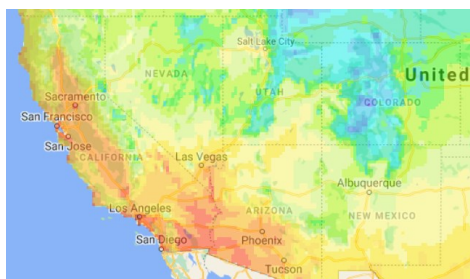 Salt Lake City
NEVADA
United
UTAH
COLORADO
Sacramento
San Francisco
San Jose
CALIFORNIA
Las Vegas
Albuquerque
Los Angeles
ARIZONA
NEW MEXICO
San Diego
Phoenix
Tucson